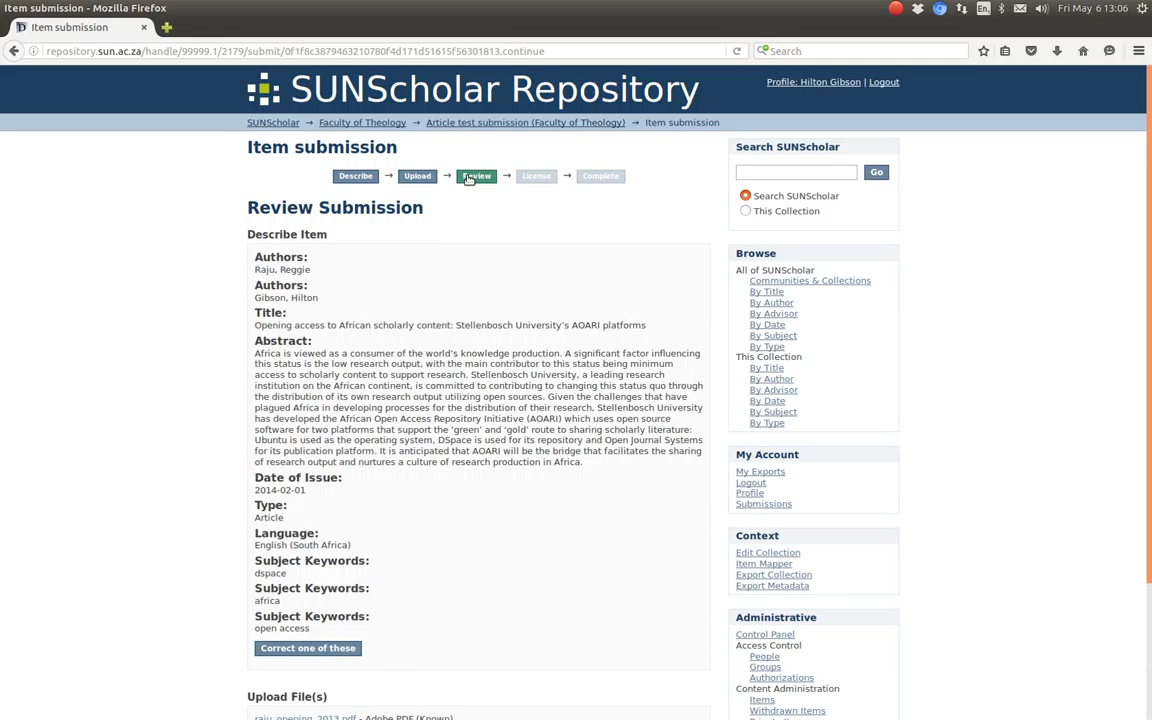 Item submission - Mozilla Firefox
En
Fri May 6 13:06
Item submission
repository.sun.ac.za/handle/99999.1/2179/submit/0f1f8c3879463210780f4d171d51615f56301813.continue
Search
SUNScholar Repository
Profile: Hilton Gibson | Logout
SUNScholar → Faculty of Theology → Article test submission (Faculty of Theology) → Item submission
Item submission
Describe → Upload → Review → License → Complete
Review Submission
Describe Item
Authors:
Raju, Reggie
Authors:
Gibson, Hilton
Title:
Opening access to African scholarly content: Stellenbosch University's AOARI platforms
Abstract:
Africa is viewed as a consumer of the world's knowledge production. A significant factor influencing
this status is the low research output, with the main contributor to this status being minimum
access to scholarly content to support research. Stellenbosch University, a leading research
institution on the African continent, is committed to contributing to changing this status quo through
the distribution of its own research output utilizing open sources. Given the challenges that have
plagued Africa in developing processes for the distribution of their research, Stellenbosch University
has developed the African Open Access Repository Initiative (AOARI) which uses open source
software for two platforms that support the ‘green’ and ‘gold’ route to sharing scholarly literature:
Ubuntu is used as the operating system, DSpace is used for its repository and Open Journal Systems
for its publication platform. It is anticipated that AOARI will be the bridge that facilitates the sharing
of research output and nurtures a culture of research production in Africa.
Date of Issue:
2014-02-01
Type:
Article
Language:
English (South Africa)
Subject Keywords:
dspace
Subject Keywords:
africa
Subject Keywords:
open access
Correct one of these
Upload File(s)
raju_opening_2013.pdf - Adobe PDF (Known)
Search SUNScholar
Go
Search SUNScholar
This Collection
Browse
All of SUNScholar
Communities & Collections
By Title
By Author
By Advisor
By Date
By Subject
By Type
This Collection
By Title
By Author
By Advisor
By Date
By Subject
By Type
My Account
My Exports
Logout
Profile
Submissions
Context
Edit Collection
Item Mapper
Export Collection
Export Metadata
Administrative
Control Panel
Access Control
People
Groups
Authorizations
Content Administration
Items
Withdrawn Items